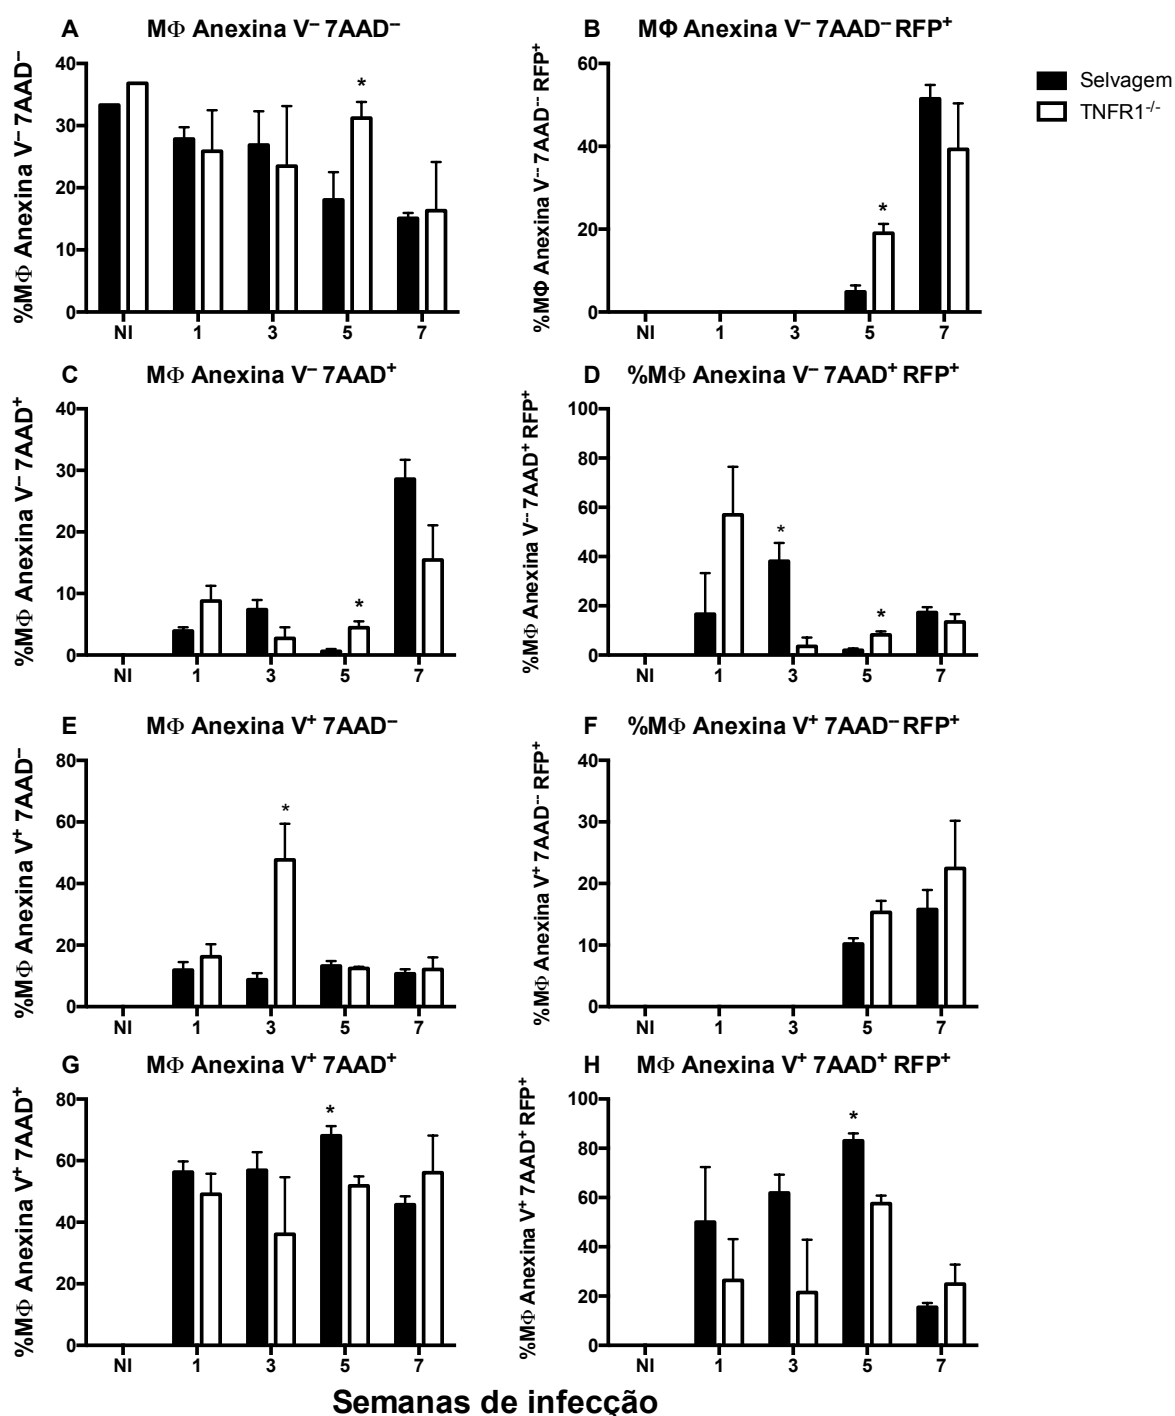 A MΦ Anexina V– 7AAD–
%MΦ Anexina V– 7AAD–
40
30
20
10
0
NI 1 3 5 7
*
B MΦ Anexina V– 7AAD– RFP+
%MΦ Anexina V– 7AAD– RFP+
60
40
20
0
NI 1 3 5 7
*
Selvagem
TNFR1-/-
C MΦ Anexina V– 7AAD+
%MΦ Anexina V– 7AAD+
40
30
20
10
0
NI 1 3 5 7
*
D %MΦ Anexina V– 7AAD+ RFP+
%MΦ Anexina V– 7AAD+ RFP+
100
80
60
40
20
0
NI 1 3 5 7
* *
E MΦ Anexina V+ 7AAD–
%MΦ Anexina V+ 7AAD–
80
60
40
20
0
NI 1 3 5 7
*
F %MΦ Anexina V+ 7AAD– RFP+
%MΦ Anexina V+ 7AAD– RFP+
40
30
20
10
0
NI 1 3 5 7
G MΦ Anexina V+ 7AAD+
%MΦ Anexina V+ 7AAD+
80
60
40
20
0
NI 1 3 5 7
*
H MΦ Anexina V+ 7AAD+ RFP+
%MΦ Anexina V+ 7AAD+ RFP+
100
80
60
40
20
0
NI 1 3 5 7
*
Semanas de infecção